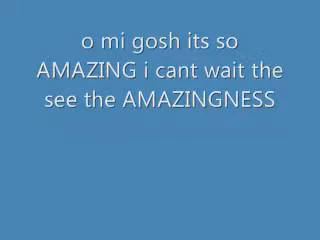 o mi gosh its so
AMAZING i cant wait the
see the AMAZINGNESS